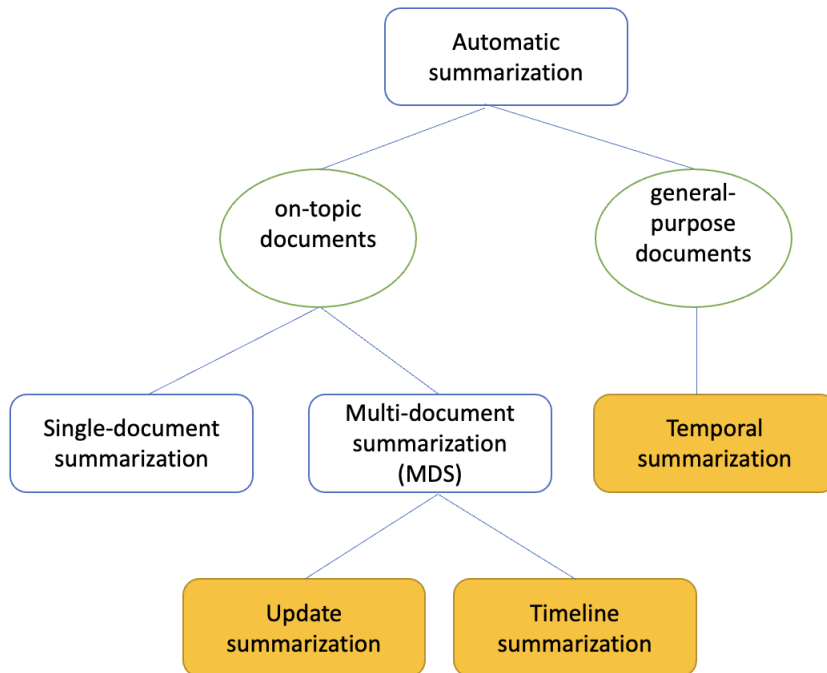 Automatic
summarization
on-topic
documents
general-
purpose
documents
Single-document
summarization
Multi-document
summarization
(MDS)
Temporal
summarization
Update
summarization
Timeline
summarization